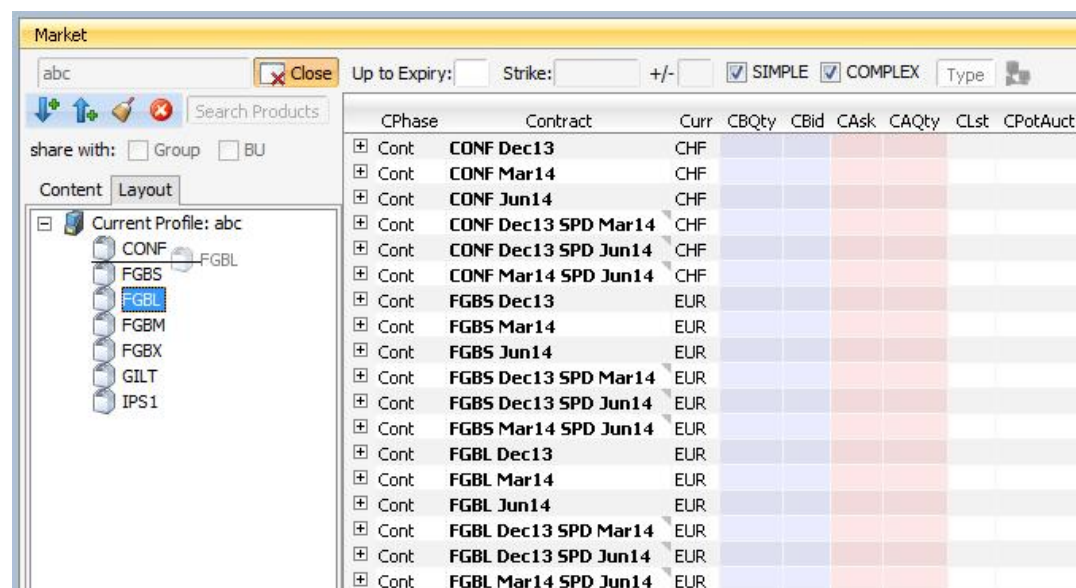 Market
abc Close Up to Expiry: Strike: +/- SIMPLE COMPLEX Type
Search Products
share with: Group BU
Content Layout
Current Profile: abc
CONF
FGBL
FGBS
FGBL
FGBM
FGBX
GILT
IPS1
CPhase Contract Curr CBQty CBid CAsk CAQty CLst CPotAuct
Cont CONF Dec13 CHF
Cont CONF Mar14 CHF
Cont CONF Jun14 CHF
Cont CONF Dec13 SPD Mar14 CHF
Cont CONF Dec13 SPD Jun14 CHF
Cont CONF Mar14 SPD Jun14 CHF
Cont FGBS Dec13 EUR
Cont FGBS Mar14 EUR
Cont FGBS Jun14 EUR
Cont FGBS Dec13 SPD Mar14 EUR
Cont FGBS Dec13 SPD Jun14 EUR
Cont FGBS Mar14 SPD Jun14 EUR
Cont FGBL Dec13 EUR
Cont FGBL Mar14 EUR
Cont FGBL Jun14 EUR
Cont FGBL Dec13 SPD Mar14 EUR
Cont FGBL Dec13 SPD Jun14 EUR
Cont FGBL Mar14 SPD Jun14 EUR